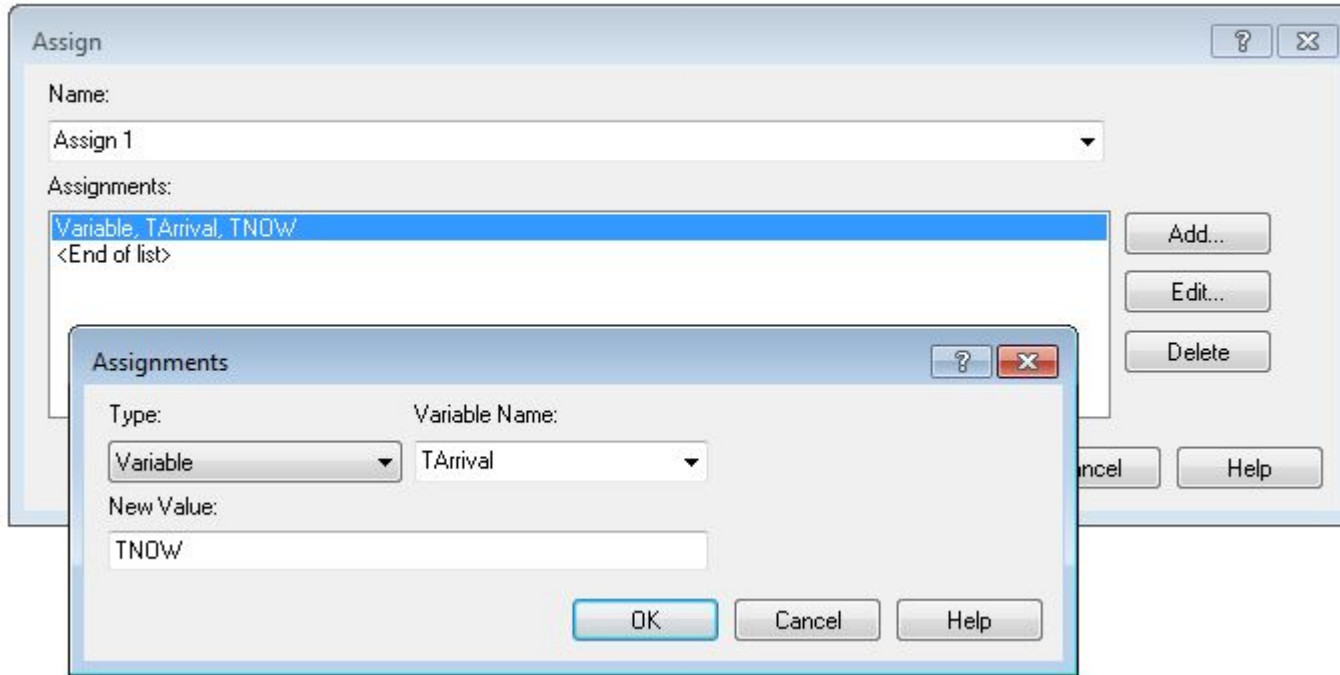 Assign
Name:
Assign 1
Assignments:
Variable, TArrival, TNOW
<End of list>
Add...
Edit...
Delete
Help
Assignments
Type: Variable Name:
Variable TArrival
New Value:
TNOW
OK Cancel Help